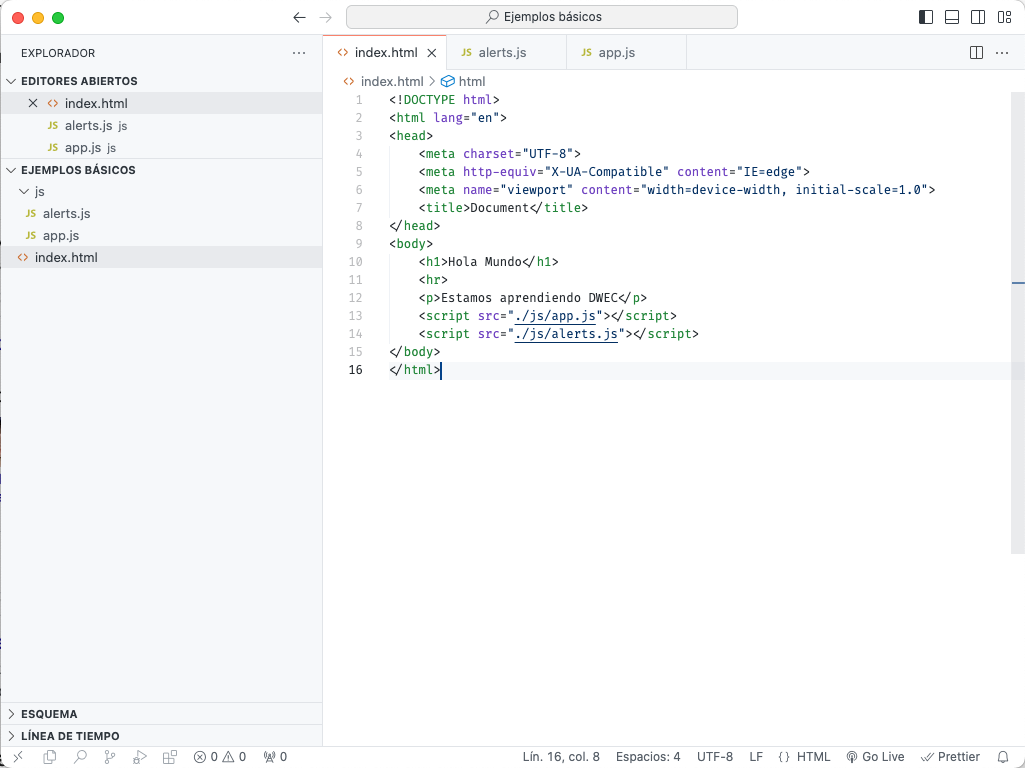 Ejemplos básicos
EXPLORADOR
EDITORES ABIERTOS
index.html
JS alerts.js js
JS app.js js
EJEMPLOS BÁSICOS
js
JS alerts.js
JS app.js
index.html
ESQUEMA
LÍNEA DE TIEMPO
index.html
JS alerts.js
JS app.js
index.html > html
1 <!DOCTYPE html>
2 <html lang="en">
3 <head>
4 <meta charset="UTF-8">
5 <meta http-equiv="X-UA-Compatible" content="IE=edge">
6 <meta name="viewport" content="width=device-width, initial-scale=1.0">
7 <title>Document</title>
8 </head>
9 <body>
10 <h1>Hola Mundo</h1>
11 <hr>
12 <p>Estamos aprendiendo DWEC</p>
13 <script src="./js/app.js"></script>
14 <script src="./js/alerts.js"></script>
15 </body>
16 </html>
0 0 0 Lín. 16, col. 8 Espacios: 4 UTF-8 LF {} HTML Go Live Prettier